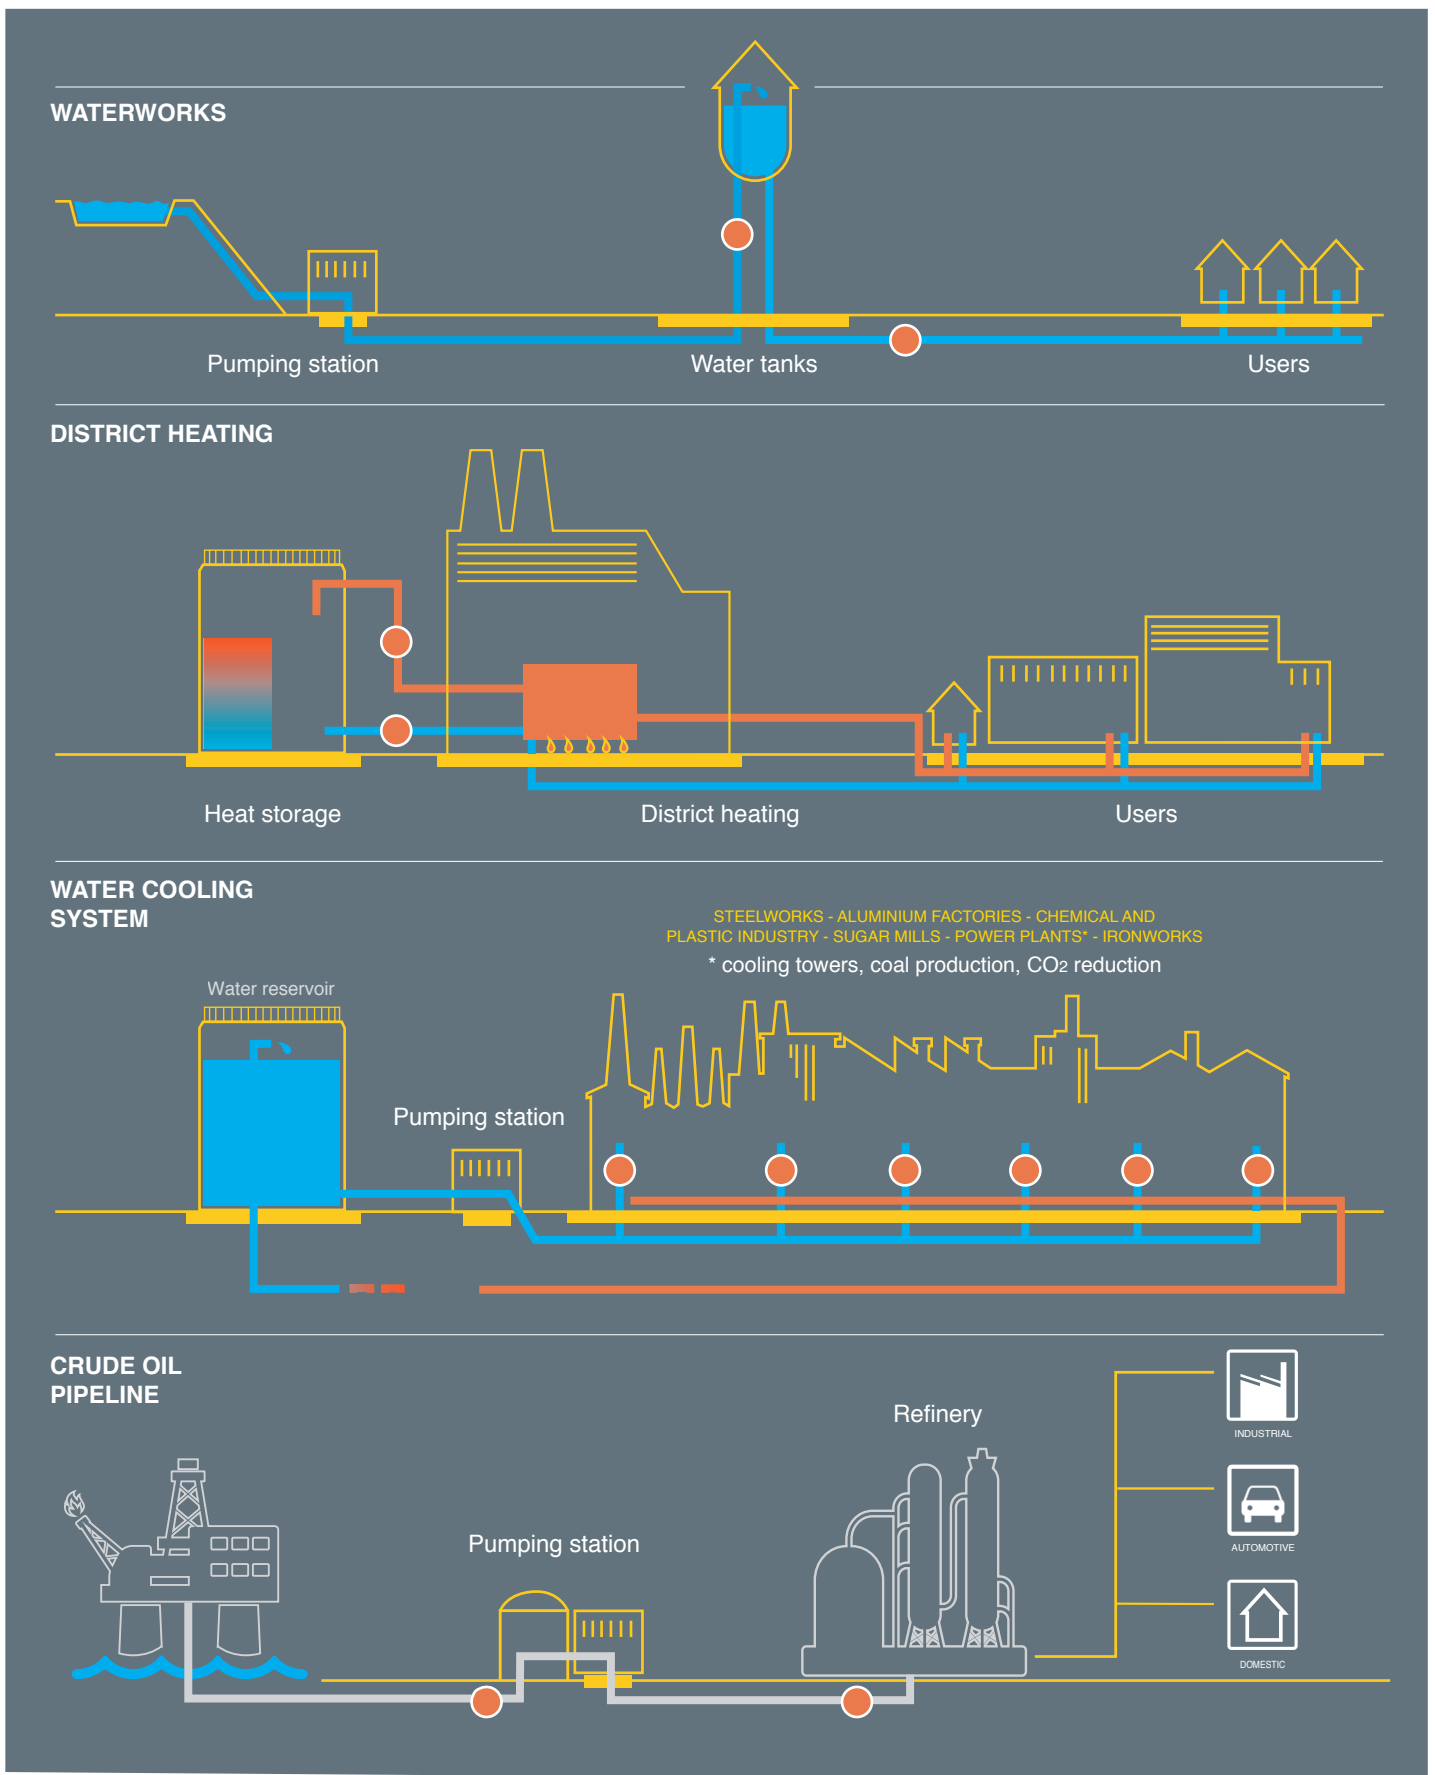 WATERWORKS
Pumping station
Water tanks
Users
DISTRICT HEATING
Heat storage
District heating
Users
WATER COOLING
SYSTEM
STEELWORKS - ALUMINIUM FACTORIES - CHEMICAL AND
PLASTIC INDUSTRY - SUGAR MILLS - POWER PLANTS* - IRONWORKS
* cooling towers, coal production, CO2 reduction
Water reservoir
Pumping station
CRUDE OIL
PIPELINE
Refinery
INDUSTRIAL
Pumping station
AUTOMOTIVE
DOMESTIC